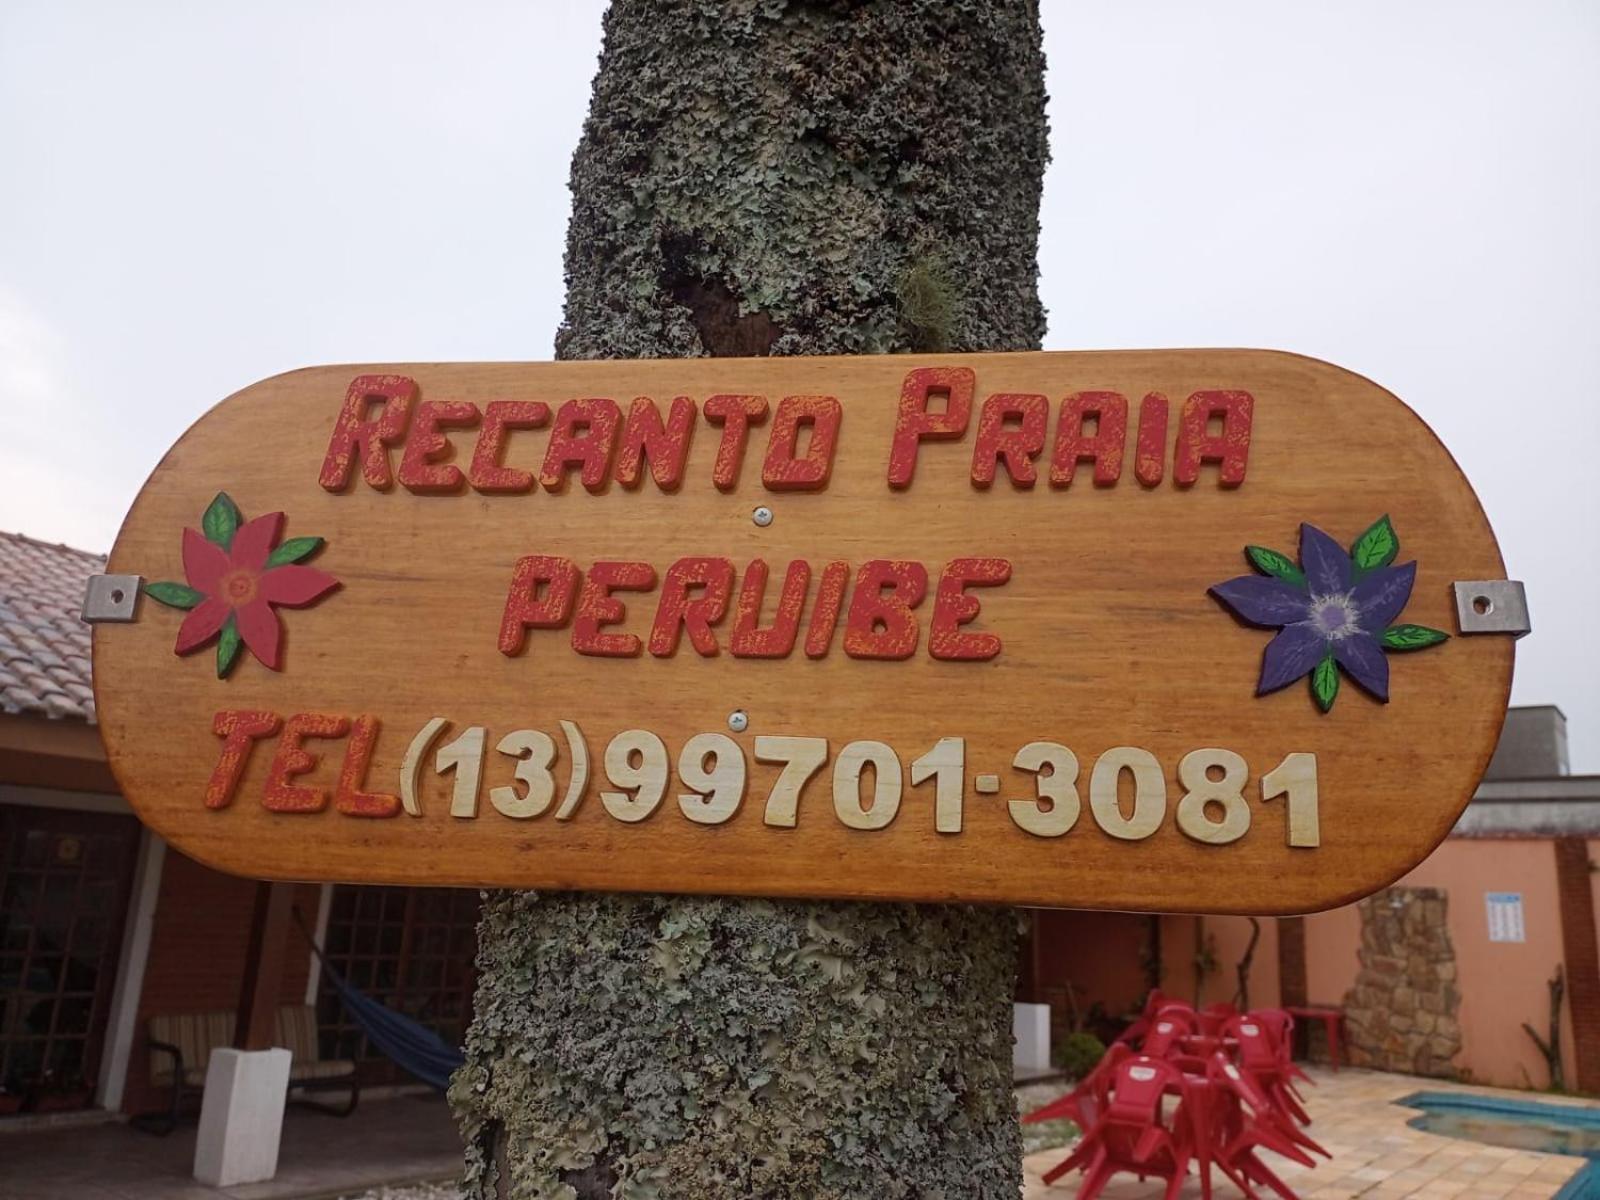 RECANTO PRAIA
PERUIBE
TEL(13)99701-3081